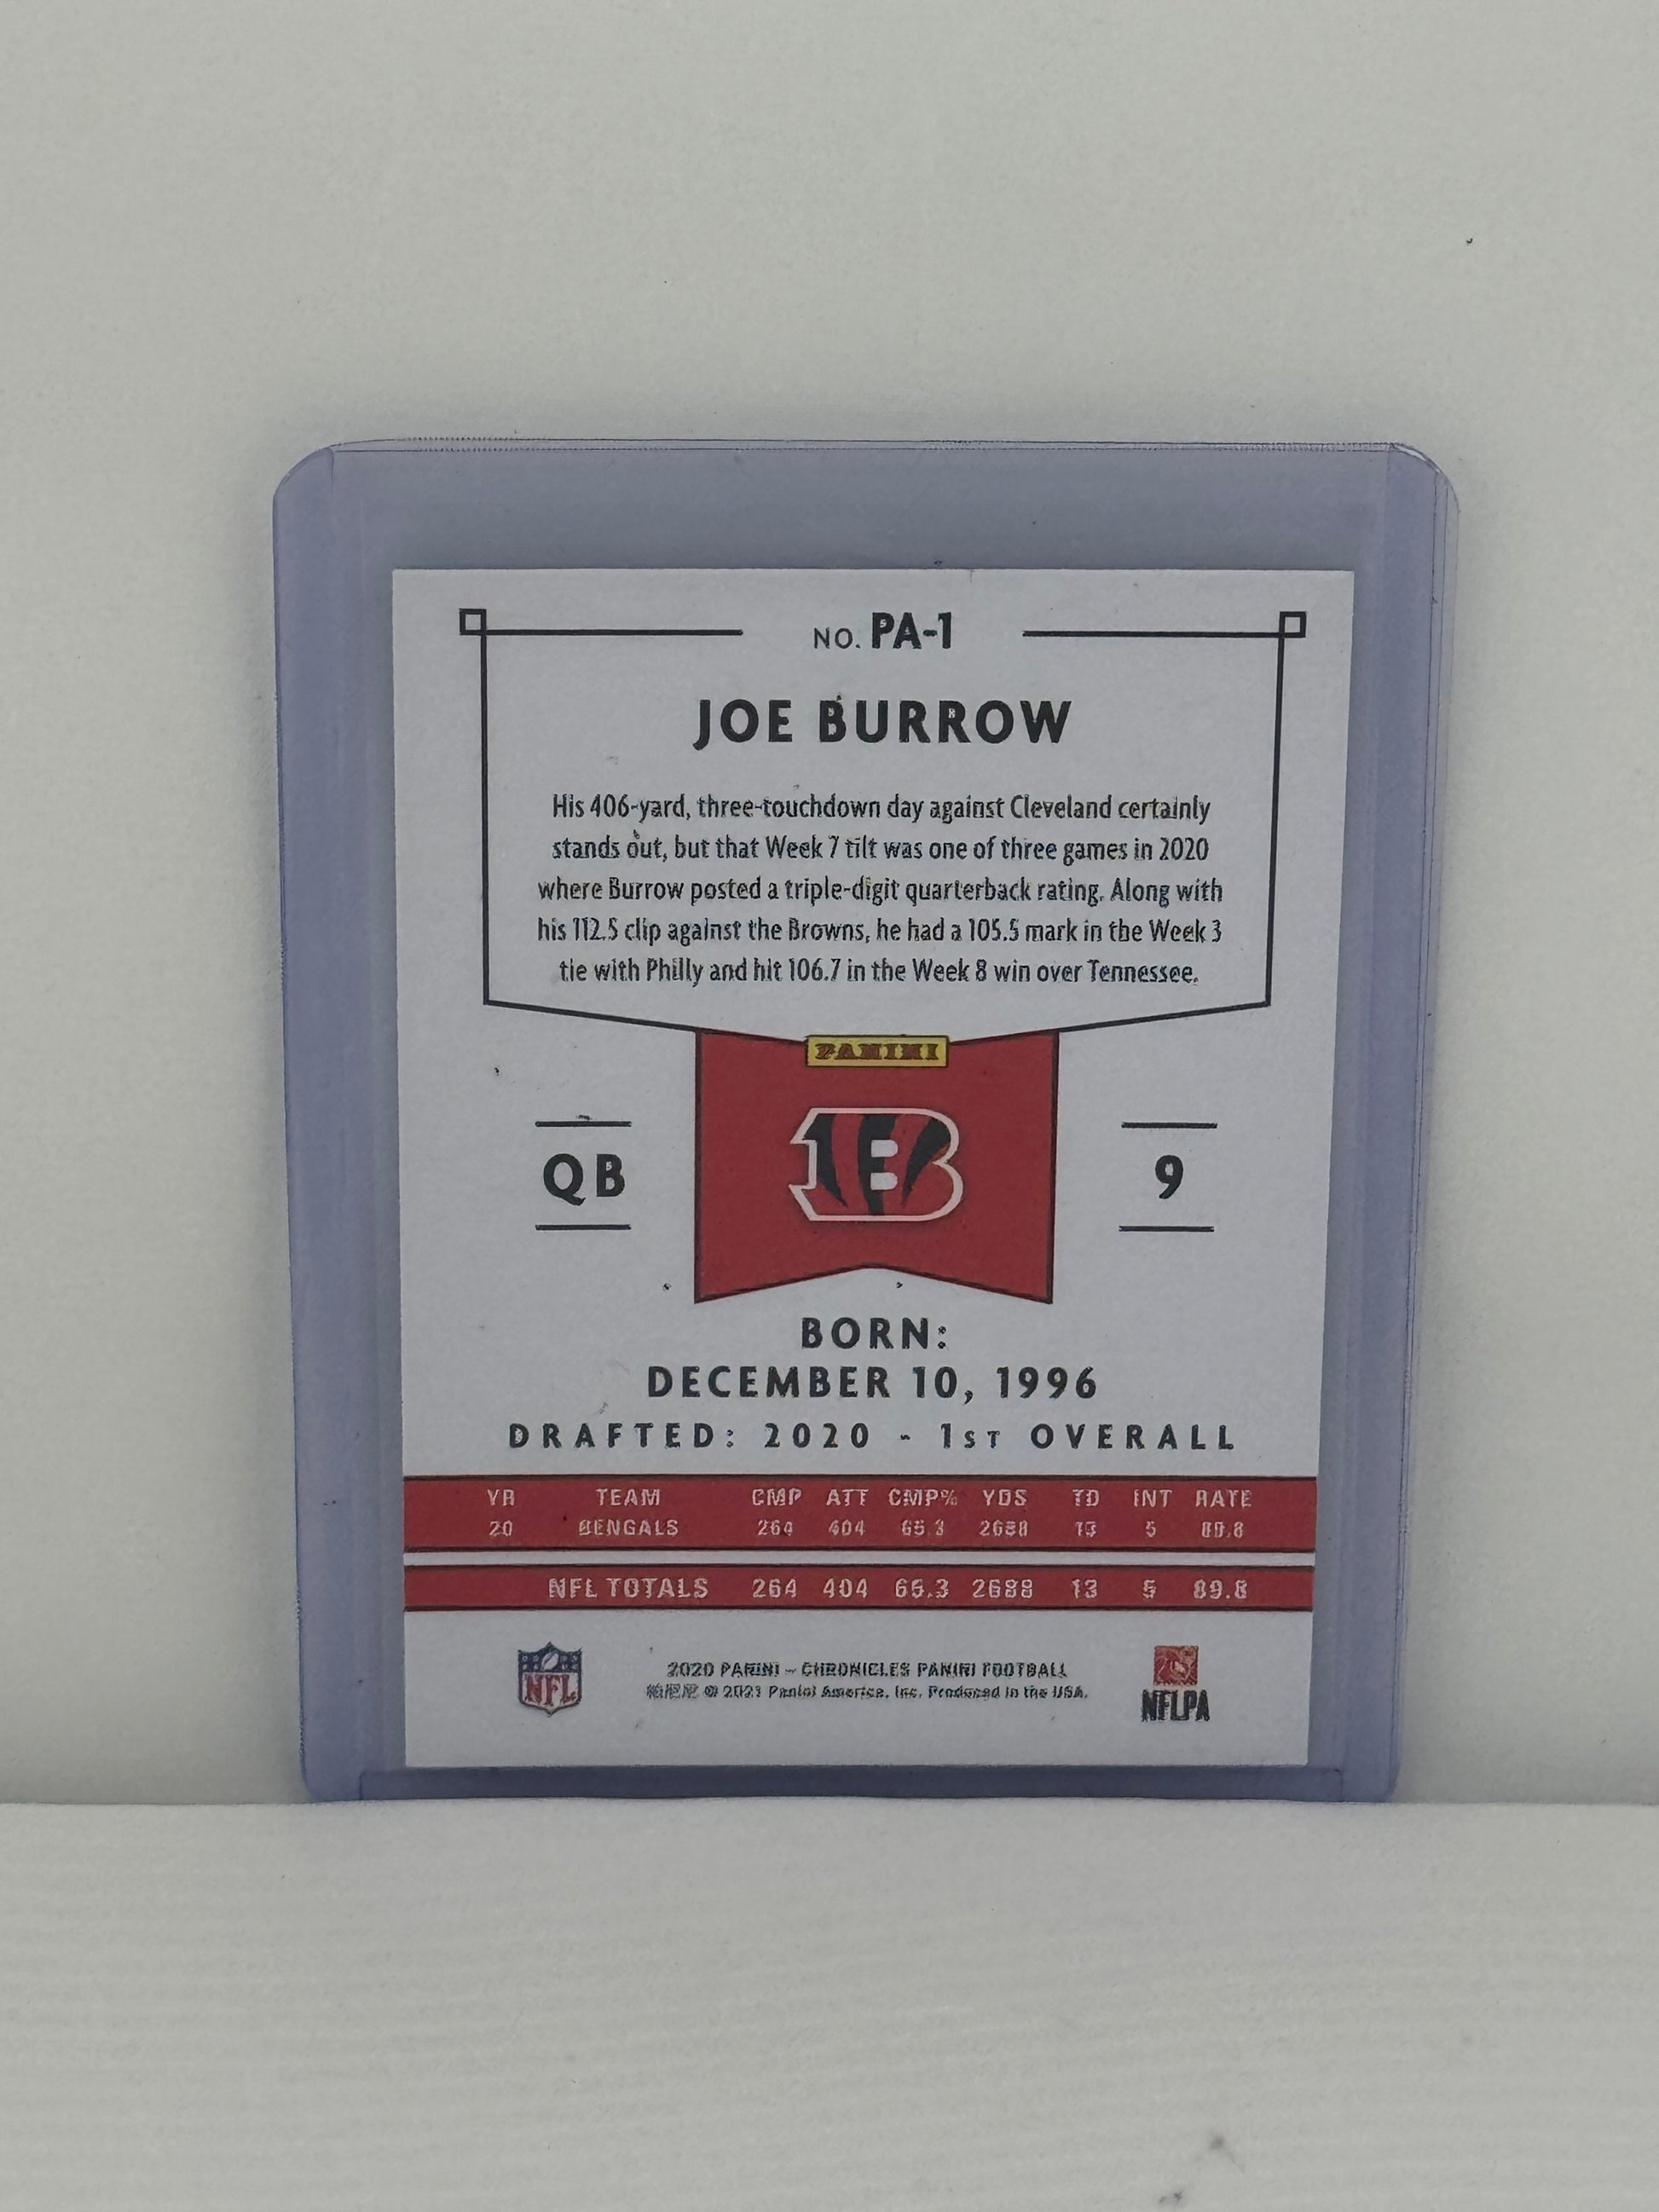 NO. PA-1
JOE BURROW
His 406-yard, three-touchdown day against Cleveland certainly
stands out, but that Week 7 tilt was one of three games in 2020
where Burrow posted a triple-digit quarterback rating. Along with
his 112.5 clip against the Browns, he had a 105.5 mark in the Week 3
tie with Philly and hit 106.7 in the Week 8 win over Tennessee.
PANINI
B
QB
9
BORN:
DECEMBER 10, 1996
DRAFTED: 2020 - 1ST OVERALL
YR TEAM CMP ATT CMP% YDS TD INT RATE
20 BENGALS 264 404 65.3 2688 13 5 89.8
NFL TOTALS 264 404 65.3 2688 13 5 89.8
NFL
2020 PANINI – CHRONICLES PANINI FOOTBALL
© 2021 Panini America, Inc. Produced in the USA.
NFLPA